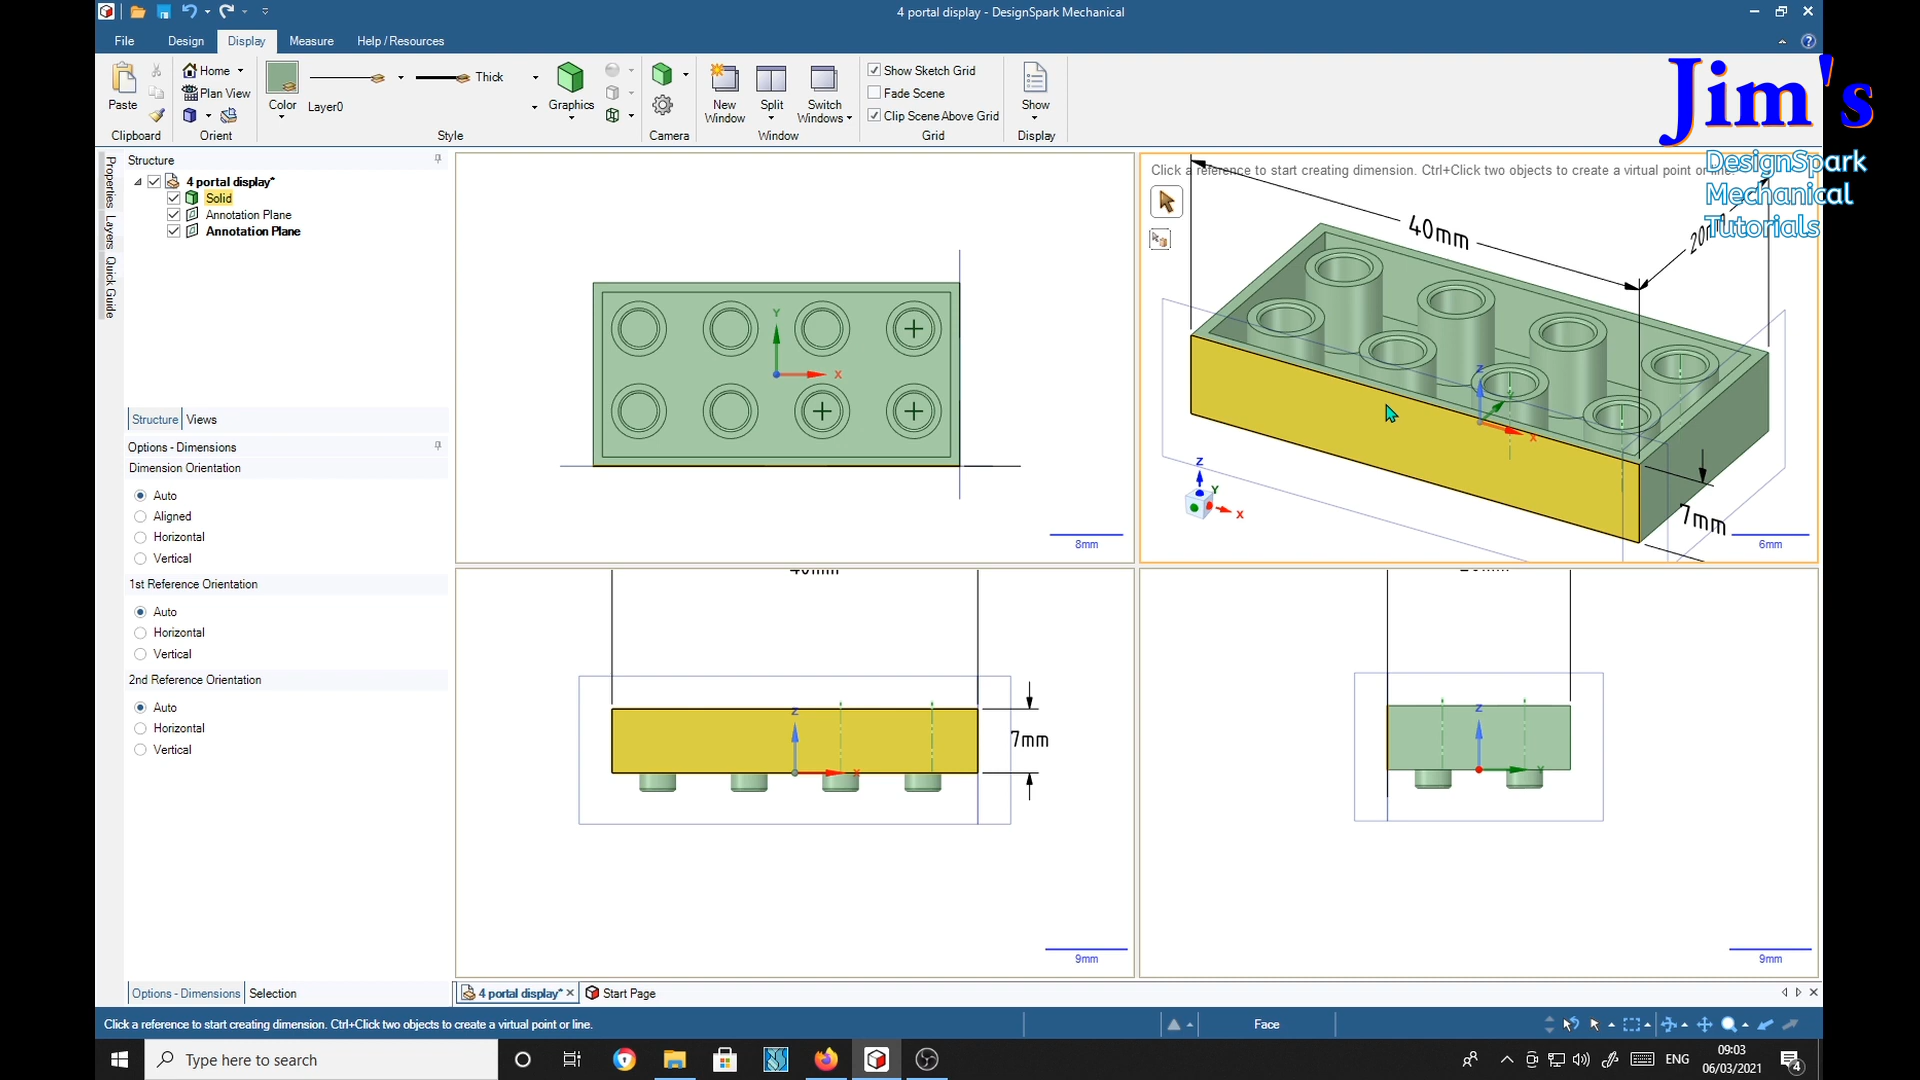 4 portal display - DesignSpark Mechanical
File Design Display Measure Help / Resources
Paste
Clipboard
Home
Plan View
Orient
Color
Layer0
Thick
Style
Graphics
Camera
New Window
Split
Switch Windows
Window
Show Sketch Grid
Fade Scene
Clip Scene Above Grid
Grid
Show
Display
Jim's
DesignSpark
Mechanical
Tutorials
Properties
Layers
Quick Guide
Structure
4 portal display*
Solid
Annotation Plane
Annotation Plane
Structure Views
Options - Dimensions
Dimension Orientation
Auto
Aligned
Horizontal
Vertical
1st Reference Orientation
Auto
Horizontal
Vertical
2nd Reference Orientation
Auto
Horizontal
Vertical
Options - Dimensions Selection
Y
X
8mm
Click a reference to start creating dimension. Ctrl+Click two objects to create a virtual point or line.
40mm
Z
X
7mm
Z
Y
X
6mm
40mm
Z
X
7mm
9mm
Z
Y
9mm
4 portal display* Start Page
Click a reference to start creating dimension. Ctrl+Click two objects to create a virtual point or line.
Face
Type here to search
ENG
09:03
06/03/2021
4